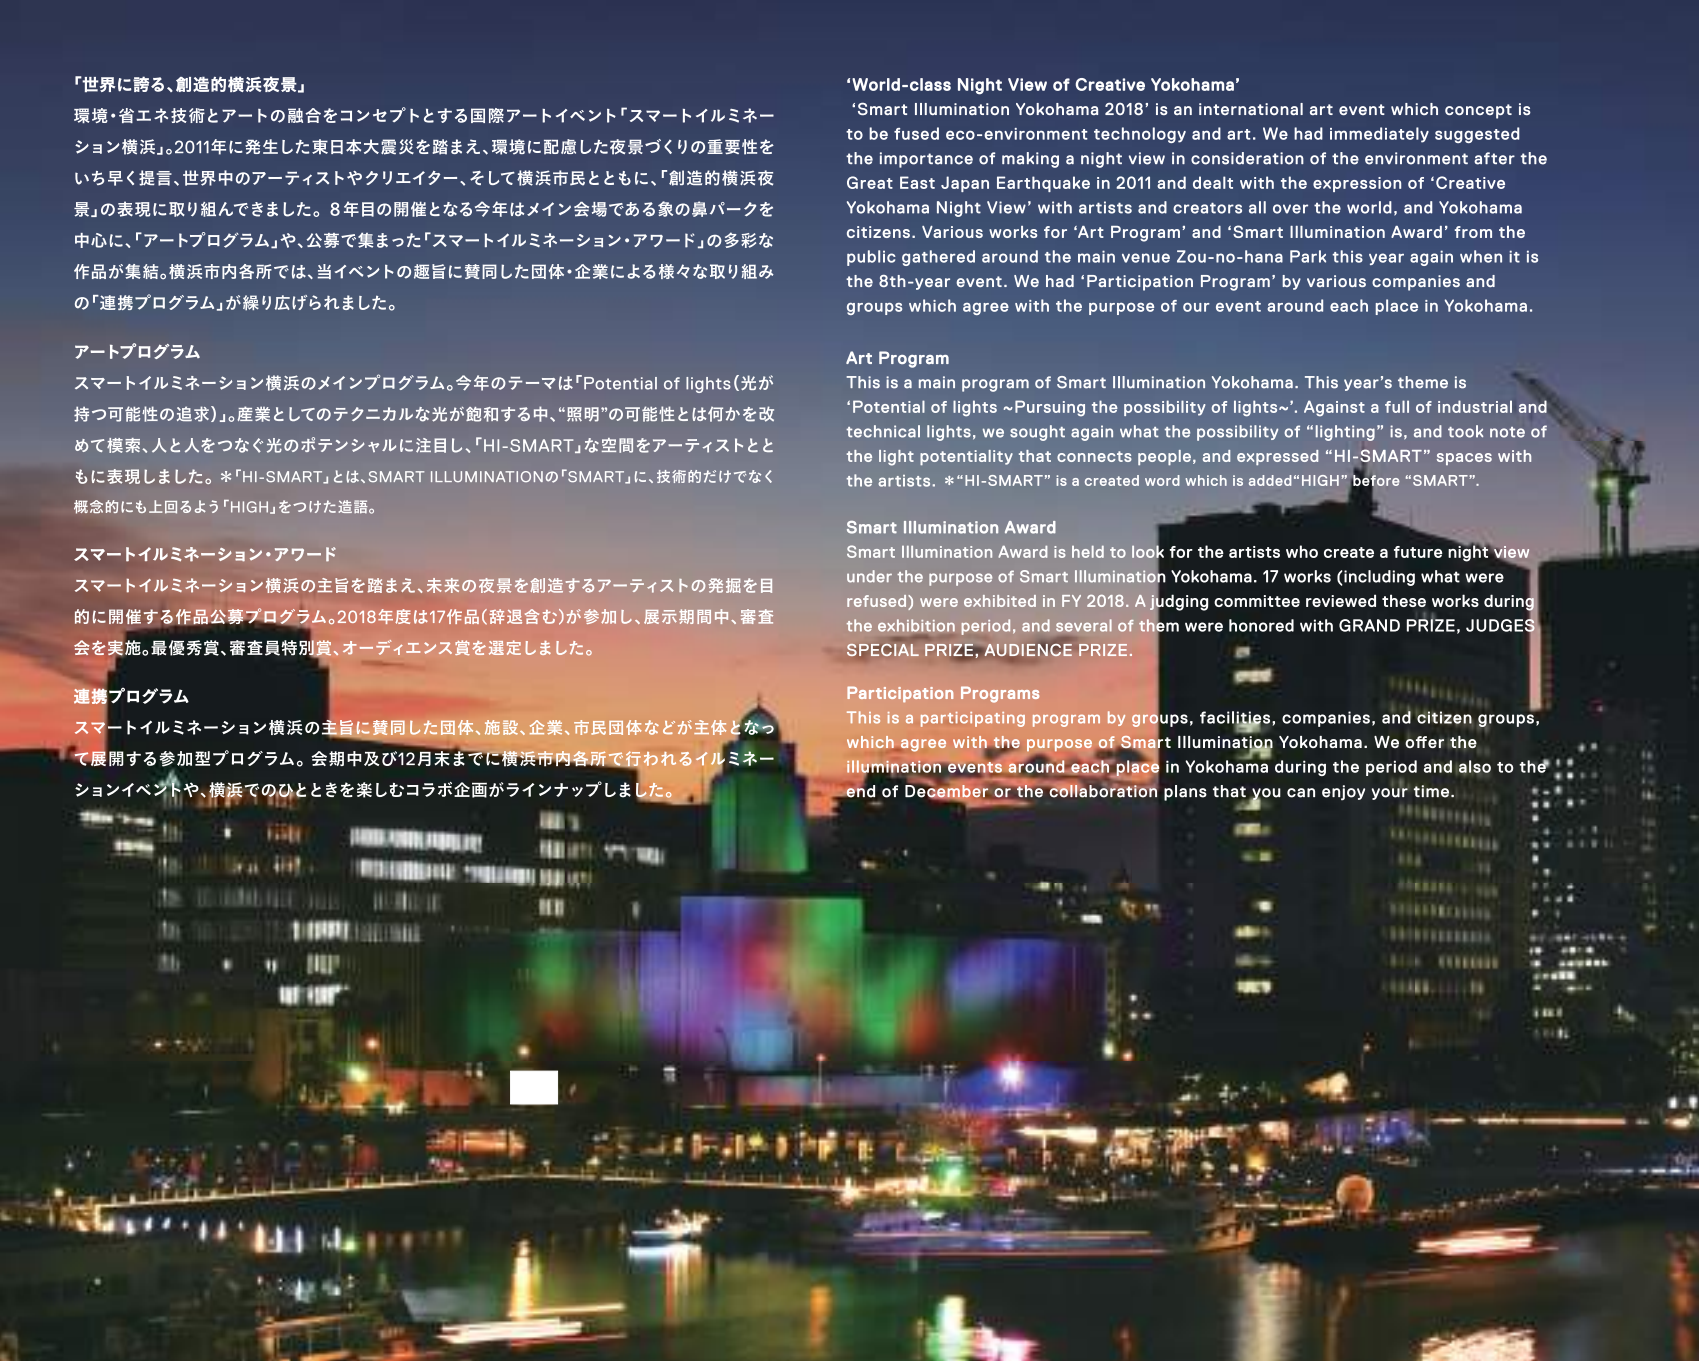 「世界に誇る、創造的横浜夜景」
環境・省エネ技術とアートの融合をコンセプトとする国際アートイベント「スマートイルミネー
ション横浜」。2011年に発生した東日本大震災を踏まえ、環境に配慮した夜景づくりの重要性を
いち早く提言、世界中のアーティストやクリエイター、そして横浜市民とともに、「創造的横浜夜
景」の表現に取り組んできました。8年目の開催となる今年はメイン会場である象の鼻パークを
中心に、「アートプログラム」や、公募で集まった「スマートイルミネーション・アワード」の多彩な
作品が集結。横浜市内各所では、当イベントの趣旨に賛同した団体・企業による様々な取り組み
の「連携プログラム」が繰り広げられました。
アートプログラム
スマートイルミネーション横浜のメインプログラム。今年のテーマは「Potential of lights（光が
持つ可能性の追求）」。産業としてのテクニカルな光が飽和する中、“照明”の可能性とは何かを改
めて模索、人と人をつなぐ光のポテンシャルに注目し、「HI-SMART」な空間をアーティストとと
もに表現しました。＊「HI-SMART」とは、SMART ILLUMINATIONの「SMART」に、技術的だけでなく
概念的にも上回るよう「HIGH」をつけた造語。
スマートイルミネーション・アワード
スマートイルミネーション横浜の主旨を踏まえ、未来の夜景を創造するアーティストの発掘を目
的に開催する作品公募プログラム。2018年度は17作品（辞退含む）が参加し、展示期間中、審査
会を実施。最優秀賞、審査員特別賞、オーディエンス賞を選定しました。
連携プログラム
スマートイルミネーション横浜の主旨に賛同した団体、施設、企業、市民団体などが主体となっ
て展開する参加型プログラム。会期中及び12月末までに横浜市内各所で行われるイルミネー
ションイベントや、横浜でのひとときを楽しむコラボ企画がラインナップしました。
‘World-class Night View of Creative Yokohama’
‘Smart Illumination Yokohama 2018’ is an international art event which concept is
to be fused eco-environment technology and art. We had immediately suggested
the importance of making a night view in consideration of the environment after the
Great East Japan Earthquake in 2011 and dealt with the expression of ‘Creative
Yokohama Night View’ with artists and creators all over the world, and Yokohama
citizens. Various works for ‘Art Program’ and ‘Smart Illumination Award’ from the
public gathered around the main venue Zou-no-hana Park this year again when it is
the 8th-year event. We had ‘Participation Program’ by various companies and
groups which agree with the purpose of our event around each place in Yokohama.
Art Program
This is a main program of Smart Illumination Yokohama. This year’s theme is
‘Potential of lights ~Pursuing the possibility of lights~’. Against a full of industrial and
technical lights, we sought again what the possibility of “lighting” is, and took note of
the light potentiality that connects people, and expressed “HI-SMART” spaces with
the artists. ＊“HI-SMART” is a created word which is added“HIGH” before “SMART”.
Smart Illumination Award
Smart Illumination Award is held to look for the artists who create a future night view
under the purpose of Smart Illumination Yokohama. 17 works (including what were
refused) were exhibited in FY 2018. A judging committee reviewed these works during
the exhibition period, and several of them were honored with GRAND PRIZE, JUDGES
SPECIAL PRIZE, AUDIENCE PRIZE.
Participation Programs
This is a participating program by groups, facilities, companies, and citizen groups,
which agree with the purpose of Smart Illumination Yokohama. We offer the
illumination events around each place in Yokohama during the period and also to the
end of December or the collaboration plans that you can enjoy your time.